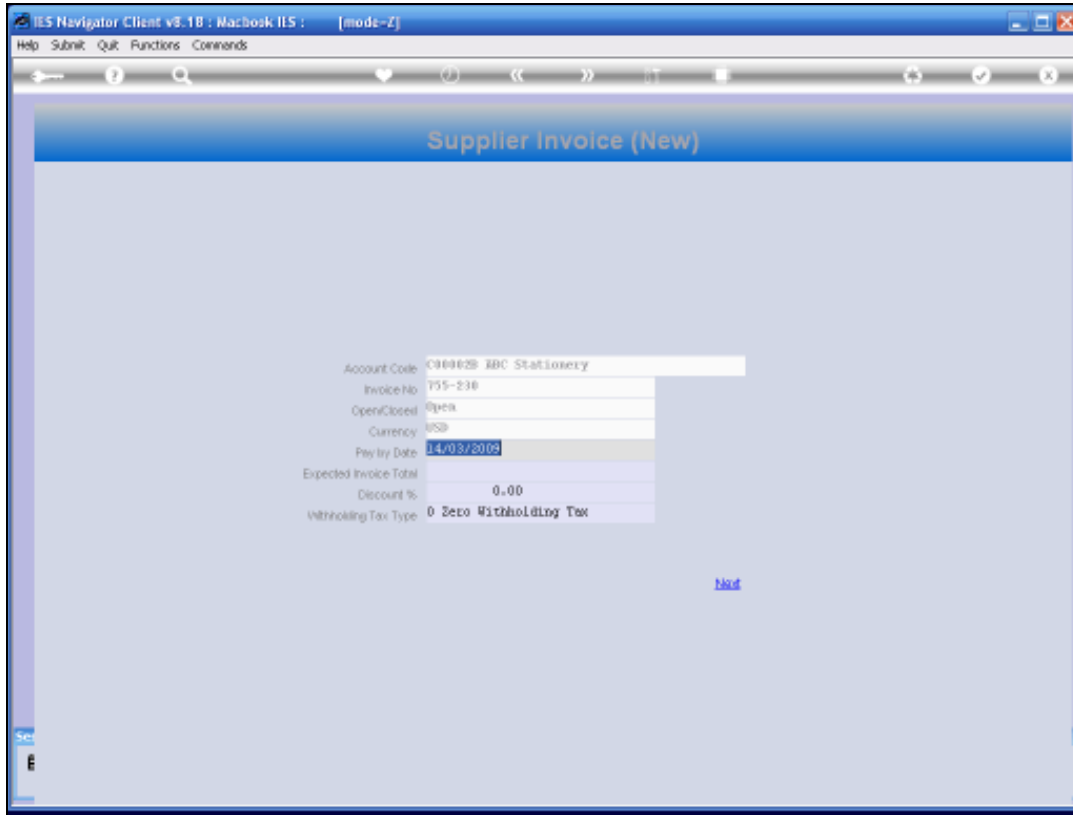 IES Navigator Client v8.18 : Macbook IES : [mode-Z]
Help Submit Quit Functions Commands
Supplier Invoice (New)
Account Code C00002B ABC Stationery
Invoice No 755-230
Open/Closed Open
Currency USD
Pay by Date 14/03/2009
Expected Invoice Total
Discount % 0.00
Withholding Tax Type 0 Zero Withholding Tax
Next